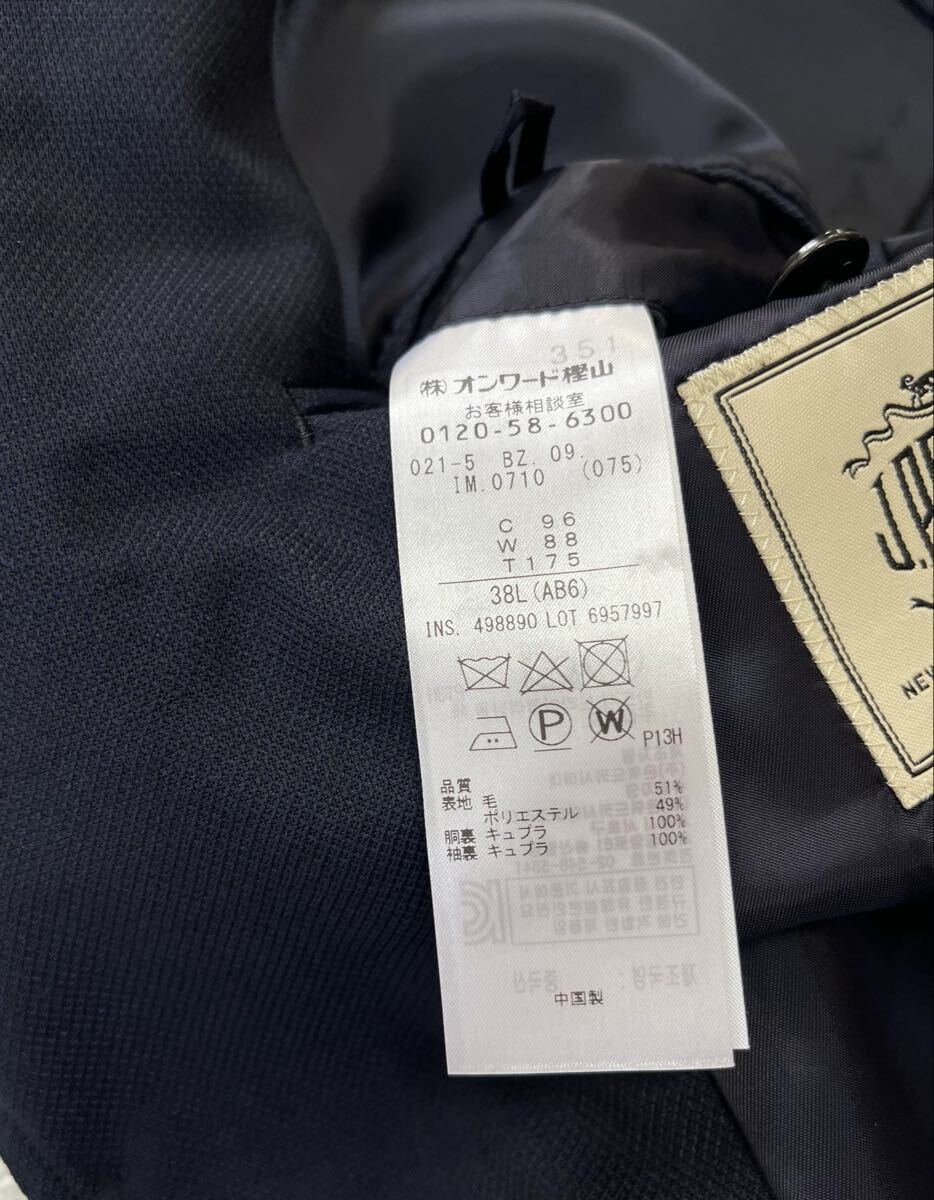 351
(株)オンワード樫山
お客様相談室
0120-58-6300
021-5 BZ. 09.
IM.0710 (075)
C 96
W 88
T 175
38L(AB6)
INS. 498890 LOT 6957997
P
W
P13H
品質
表地 毛 51%
ポリエステル 49%
胴裏 キュプラ 100%
袖裏 キュプラ 100%
中国製
NEW